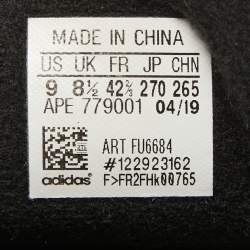 MADE IN CHINA
US UK FR JP CHN
9 8½ 42⅔ 270 265
APE 779001 04/19
ART FU6684
#122923162
adidas F>FR2FHk00765